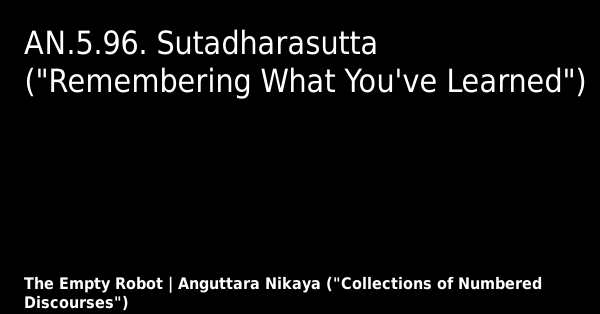 AN.5.96. Sutadharasutta
("Remembering What You've Learned")
The Empty Robot | Anguttara Nikaya ("Collections of Numbered
Discourses")